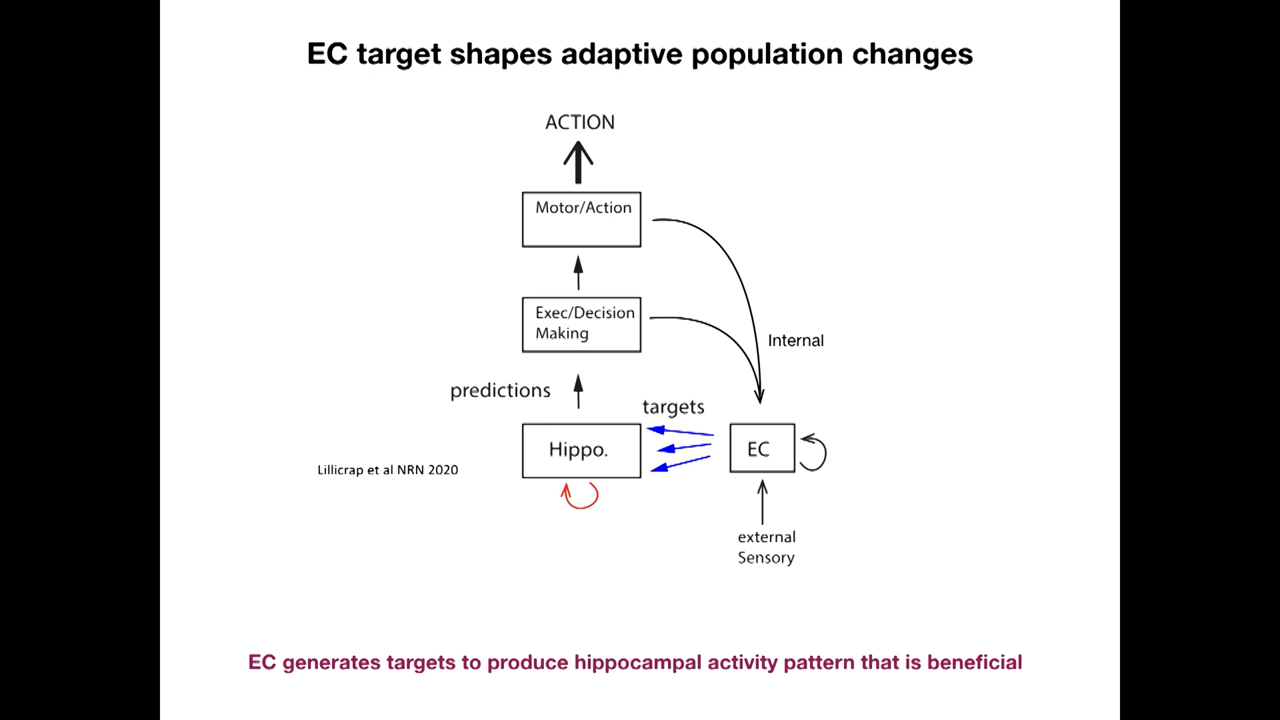 EC target shapes adaptive population changes
ACTION
Motor/Action
Exec/Decision
Making
Internal
predictions
targets
Hippo.
EC
Lillicrap et al NRN 2020
external
Sensory
EC generates targets to produce hippocampal activity pattern that is beneficial